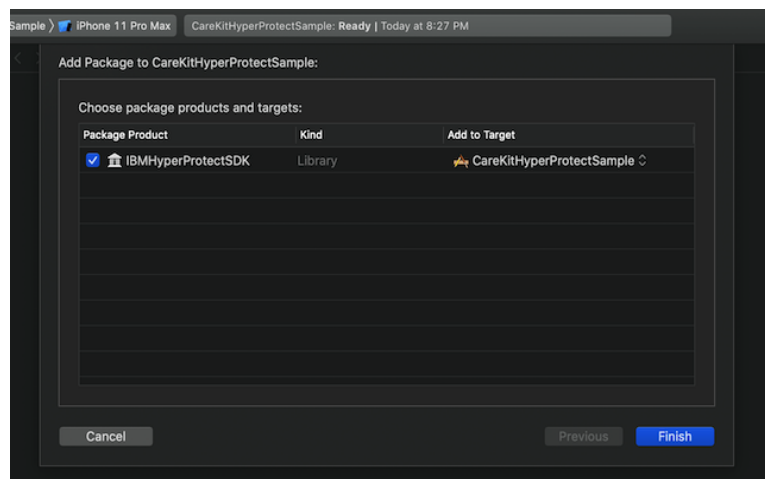 Sample 〉 iPhone 11 Pro Max CareKitHyperProtectSample: Ready | Today at 8:27 PM
Add Package to CareKitHyperProtectSample:
Choose package products and targets:
Package Product Kind Add to Target
IBMHyperProtectSDK Library CareKitHyperProtectSample
Cancel Previous Finish